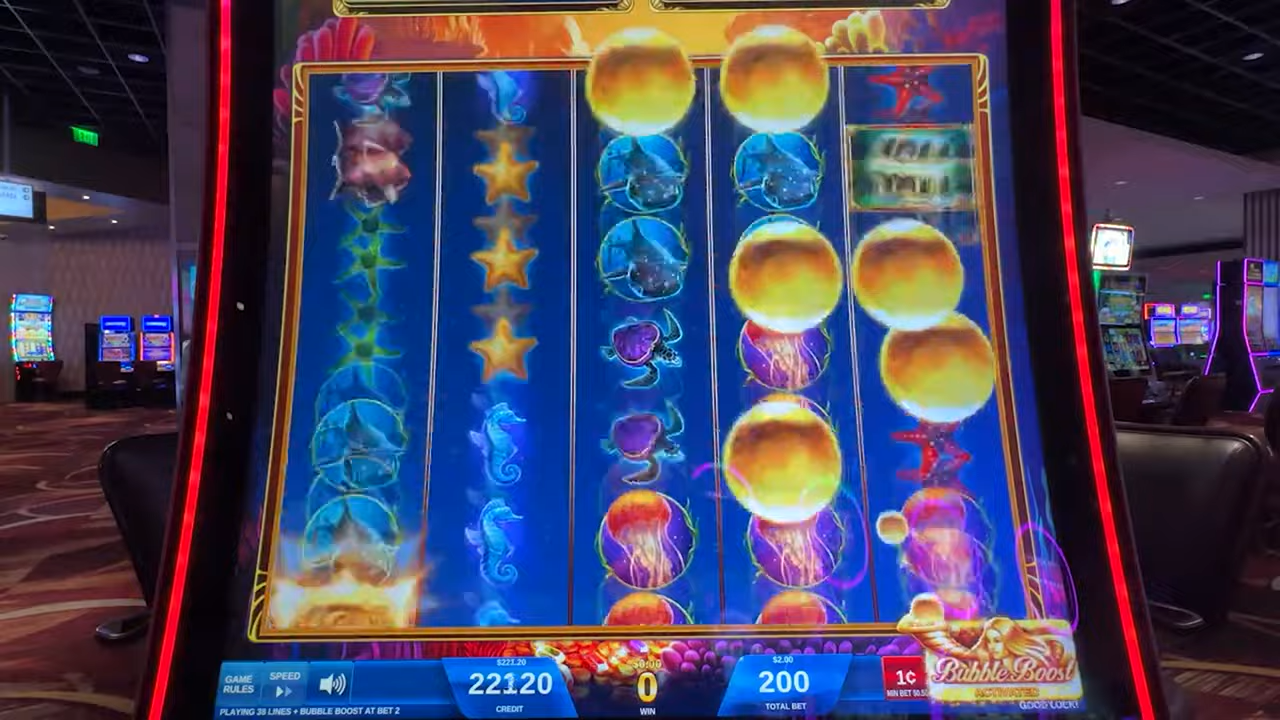 GAME
RULES
SPEED
$221.20
22120
CREDIT
$0.00
0
WIN
$2.00
200
TOTAL BET
1¢
Bubble Boost
ACTIVATED
GOOD LUCK!
PLAYING 38 LINES + BUBBLE BOOST AT BET 2